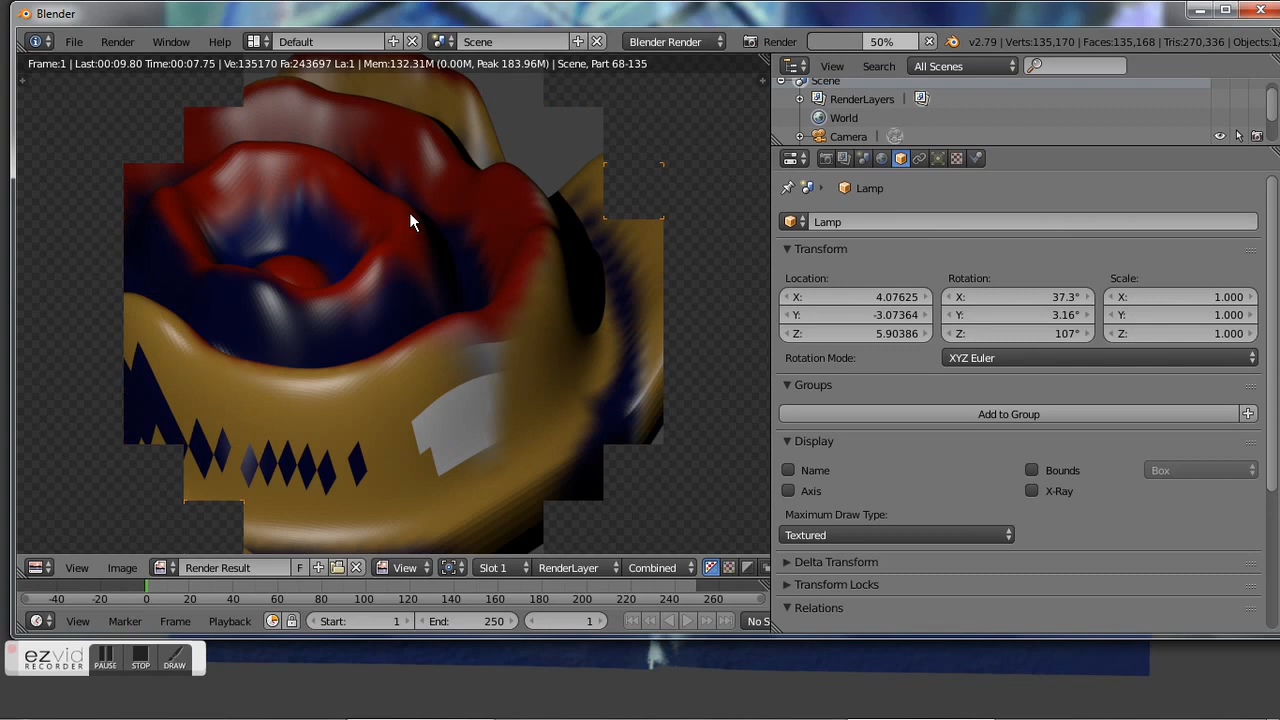 Blender
File Render Window Help Default Scene Blender Render Render 50% v2.79 | Verts:135,170 | Faces:135,168 | Tris:270,336 | Objects:1
Frame:1 | Last:00:09.80 Time:00:07.75 | Ve:135170 Fa:243697 La:1 | Mem:132.31M (0.00M, Peak 183.96M) | Scene, Part 68-135
View Search All Scenes
Scene
RenderLayers
World
Camera
Lamp
Lamp
Transform
Location: Rotation: Scale:
X: 4.07625 X: 37.3° X: 1.000
Y: -3.07364 Y: 3.16° Y: 1.000
Z: 5.90386 Z: 107° Z: 1.000
Rotation Mode: XYZ Euler
Groups
Add to Group
Display
Name Bounds Box
Axis X-Ray
Maximum Draw Type:
Textured
Delta Transform
Transform Locks
Relations
View Image Render Result F View Slot 1 RenderLayer Combined
-40 -20 0 20 40 60 80 100 120 140 160 180 200 220 240 260
View Marker Frame Playback Start: 1 End: 250 1 No S
ezvid
RECORDER
PAUSE STOP DRAW